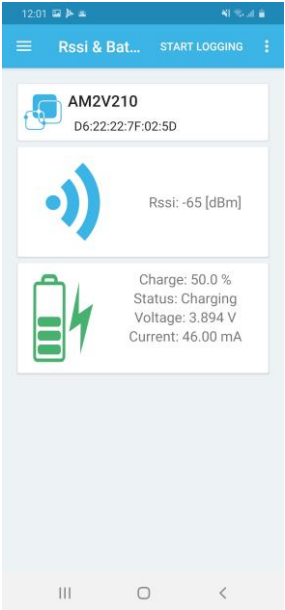 12:01
Rssi & Bat... START LOGGING
AM2V210
D6:22:22:7F:02:5D
Rssi: -65 [dBm]
Charge: 50.0 %
Status: Charging
Voltage: 3.894 V
Current: 46.00 mA